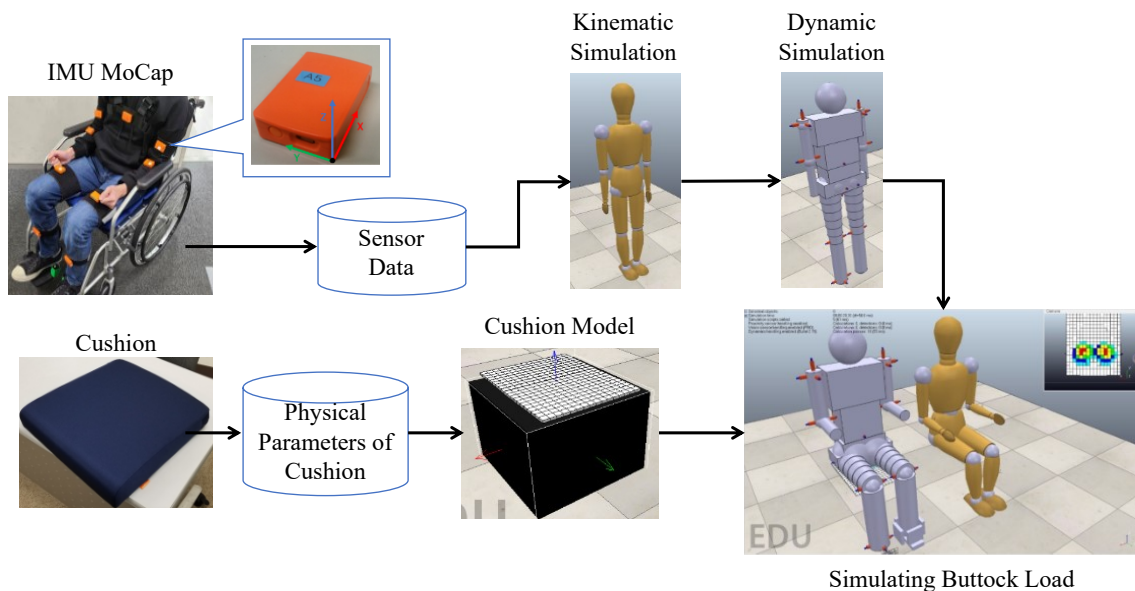 Kinematic
Simulation
Dynamic
Simulation
IMU MoCap
A5
Z
X
Y
Sensor
Data
Cushion
Cushion Model
Physical
Parameters of
Cushion
EDU
EDU
Simulating Buttock Load